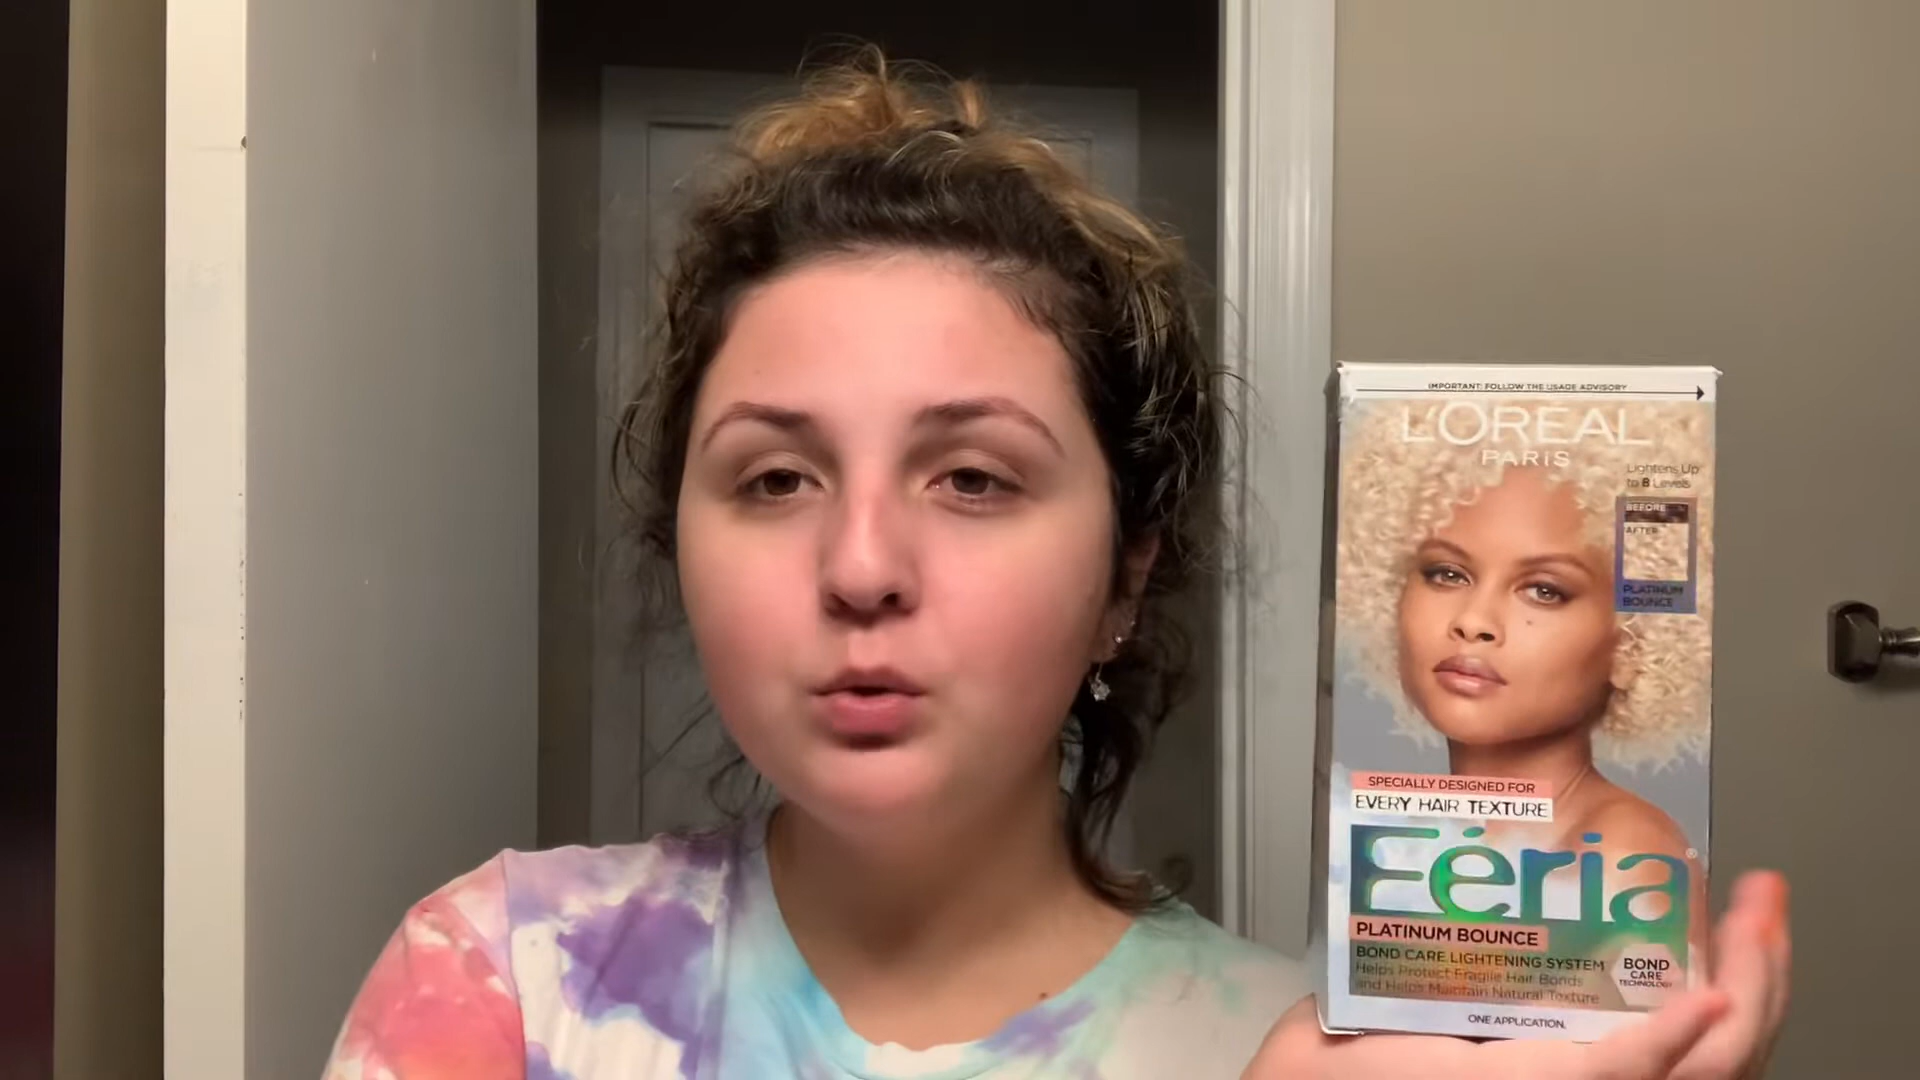 IMPORTANT: FOLLOW THE USAGE ADVISORY
L'ORÉAL
PARIS
Lightens Up
to 8 Levels
BEFORE
AFTER
PLATINUM
BOUNCE
SPECIALLY DESIGNED FOR
EVERY HAIR TEXTURE
Féria®
PLATINUM BOUNCE
BOND CARE LIGHTENING SYSTEM
Helps Protect Fragile Hair Bonds
and Helps Maintain Natural Texture
BOND
CARE
TECHNOLOGY
ONE APPLICATION.